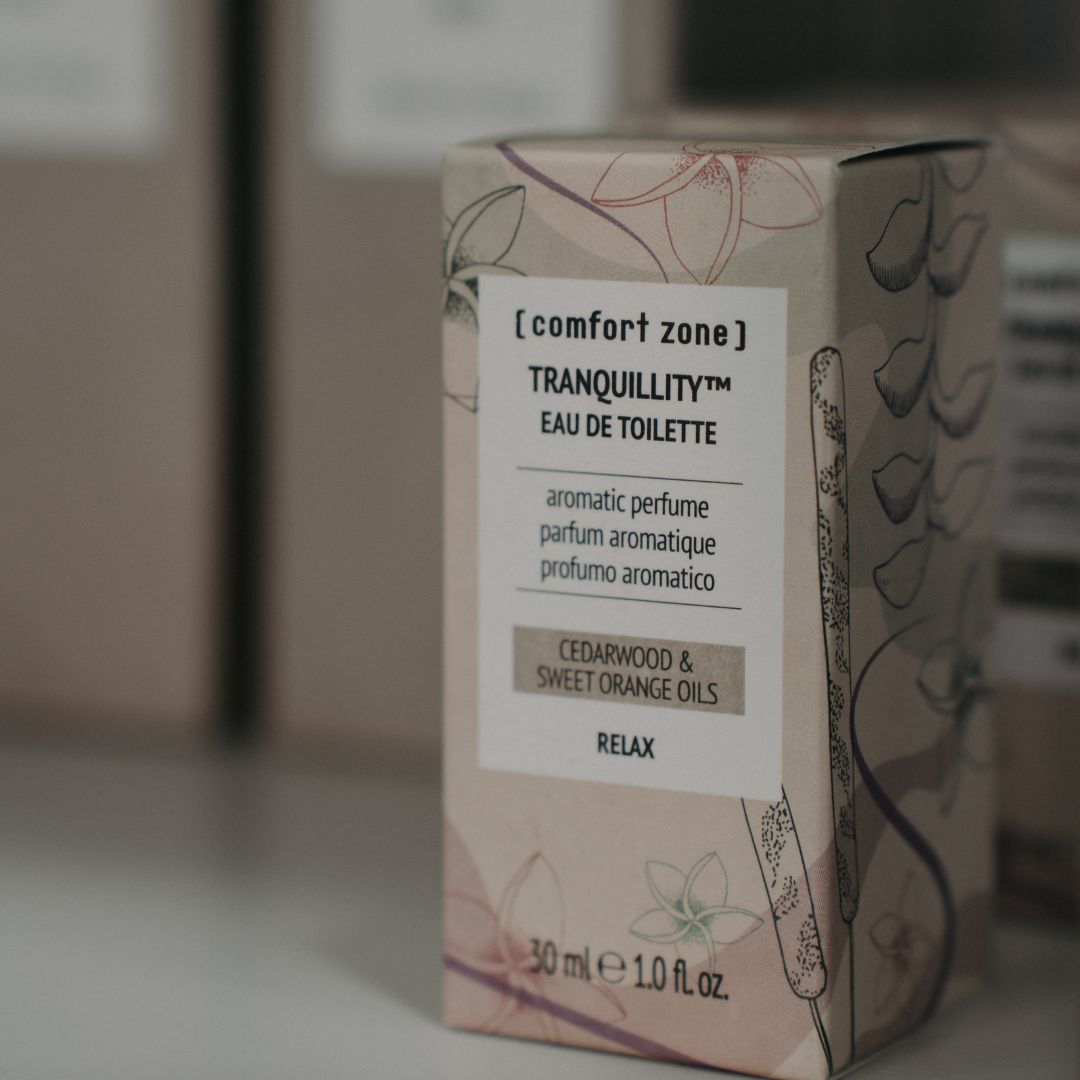 [comfort zone]
TRANQUILLITY™
EAU DE TOILETTE
aromatic perfume
parfum aromatique
profumo aromatico
CEDARWOOD &
SWEET ORANGE OILS
RELAX
30 ml ℮ 1.0 fl. oz.